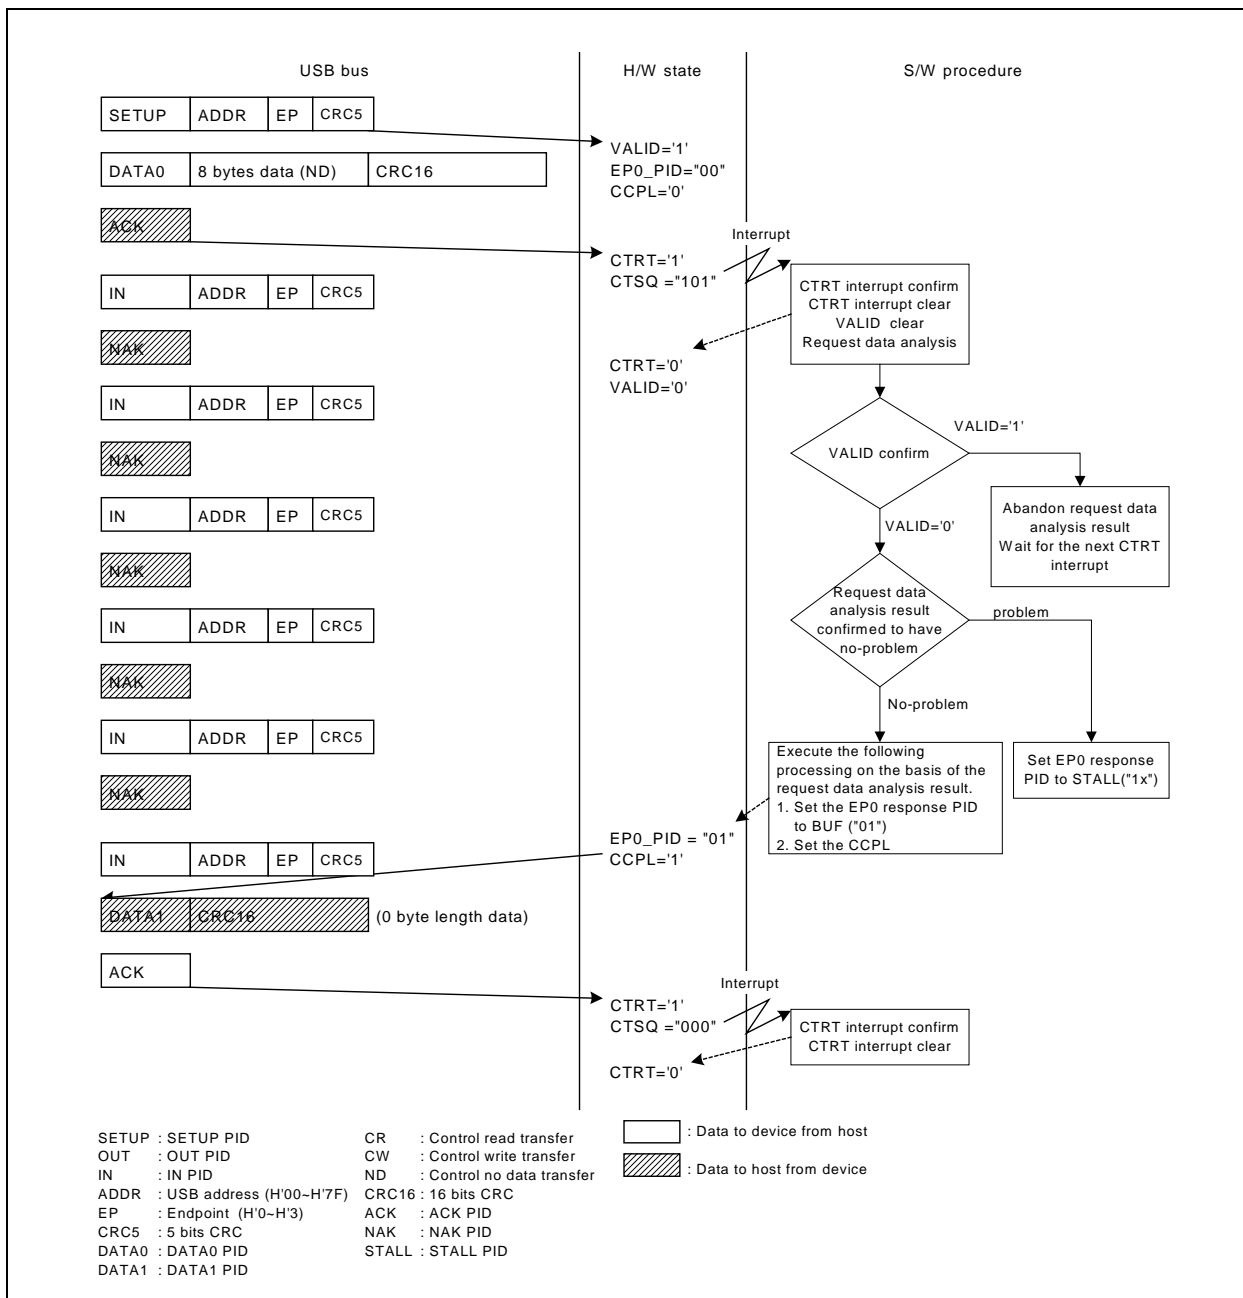 USB bus
H/W state
S/W procedure
SETUP ADDR EP CRC5
VALID='1'
EP0_PID="00"
CCPL='0'
DATA0 8 bytes data (ND) CRC16
ACK
Interrupt
CTRT='1'
CTSQ ="101"
CTRT interrupt confirm
CTRT interrupt clear
VALID clear
Request data analysis
IN ADDR EP CRC5
NAK
CTRT='0'
VALID='0'
IN ADDR EP CRC5
VALID='1'
VALID confirm
NAK
Abandon request data
analysis result
Wait for the next CTRT
interrupt
IN ADDR EP CRC5
VALID='0'
NAK
Request data
analysis result
confirmed to have
no-problem
problem
IN ADDR EP CRC5
NAK
No-problem
IN ADDR EP CRC5
Execute the following
processing on the basis of the
request data analysis result.
1. Set the EP0 response PID
to BUF ("01")
2. Set the CCPL
Set EP0 response
PID to STALL("1x")
NAK
EP0_PID = "01"
CCPL='1'
IN ADDR EP CRC5
DATA1 CRC16 (0 byte length data)
ACK
Interrupt
CTRT='1'
CTSQ ="000"
CTRT interrupt confirm
CTRT interrupt clear
CTRT='0'
SETUP : SETUP PID
OUT : OUT PID
IN : IN PID
ADDR : USB address (H'00~H'7F)
EP : Endpoint (H'0~H'3)
CRC5 : 5 bits CRC
DATA0 : DATA0 PID
DATA1 : DATA1 PID
CR : Control read transfer
CW : Control write transfer
ND : Control no data transfer
CRC16 : 16 bits CRC
ACK : ACK PID
NAK : NAK PID
STALL : STALL PID
: Data to device from host
: Data to host from device